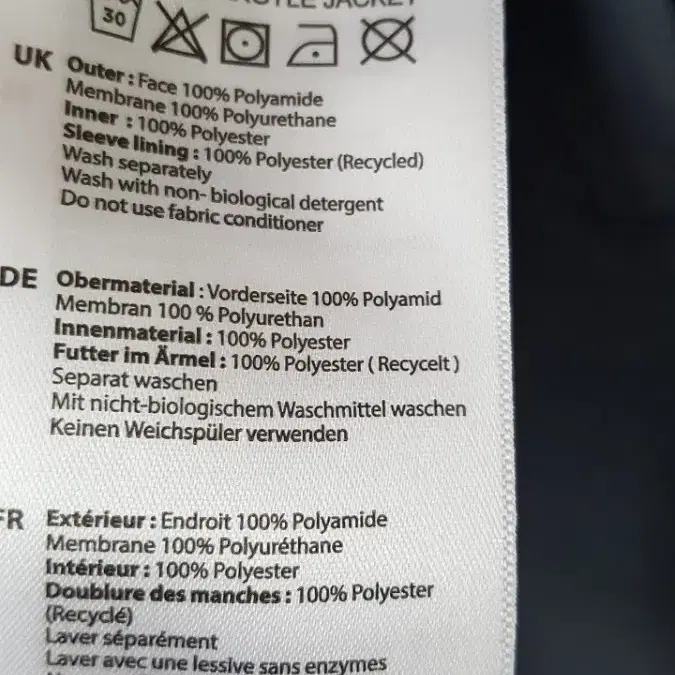 JACKET
30
UK Outer : Face 100% Polyamide
Membrane 100% Polyurethane
Inner : 100% Polyester
Sleeve lining : 100% Polyester (Recycled)
Wash separately
Wash with non- biological detergent
Do not use fabric conditioner
DE Obermaterial : Vorderseite 100% Polyamid
Membran 100 % Polyurethan
Innenmaterial : 100% Polyester
Futter im Ärmel : 100% Polyester ( Recycelt )
Separat waschen
Mit nicht-biologischem Waschmittel waschen
Keinen Weichspüler verwenden
FR Extérieur : Endroit 100% Polyamide
Membrane 100% Polyuréthane
Intérieur : 100% Polyester
Doublure des manches : 100% Polyester
(Recyclé)
Laver séparément
Laver avec une lessive sans enzymes